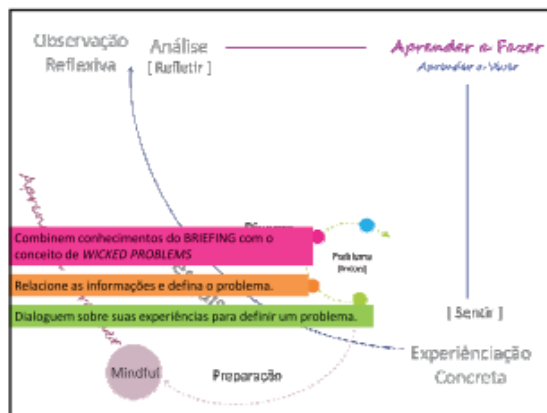 Observação
Reflexiva
Análise
[ Refletir ]
Aprender a Fazer
Aprender a Viver
Combinem conhecimentos do BRIEFING com o
conceito de WICKED PROBLEMS
Problema
Relacione as informações e defina o problema.
Dialoguem sobre suas experiências para definir um problema.
[ Sentir ]
Experiênciação
Concreta
Mindful
Preparação